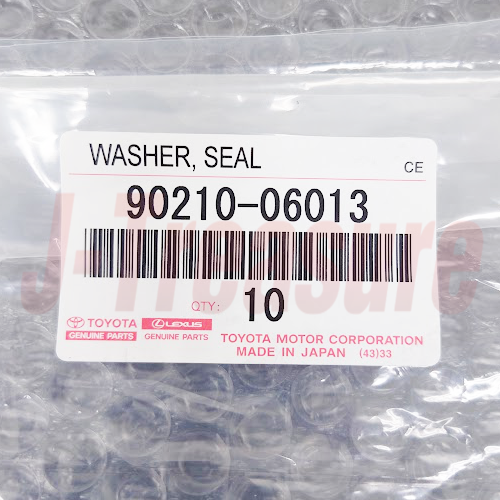 WASHER, SEAL
CE
90210-06013
J-Treasure
QTY: 10
TOYOTA LEXUS
GENUINE PARTS GENUINE PARTS
TOYOTA MOTOR CORPORATION
MADE IN JAPAN (43)33